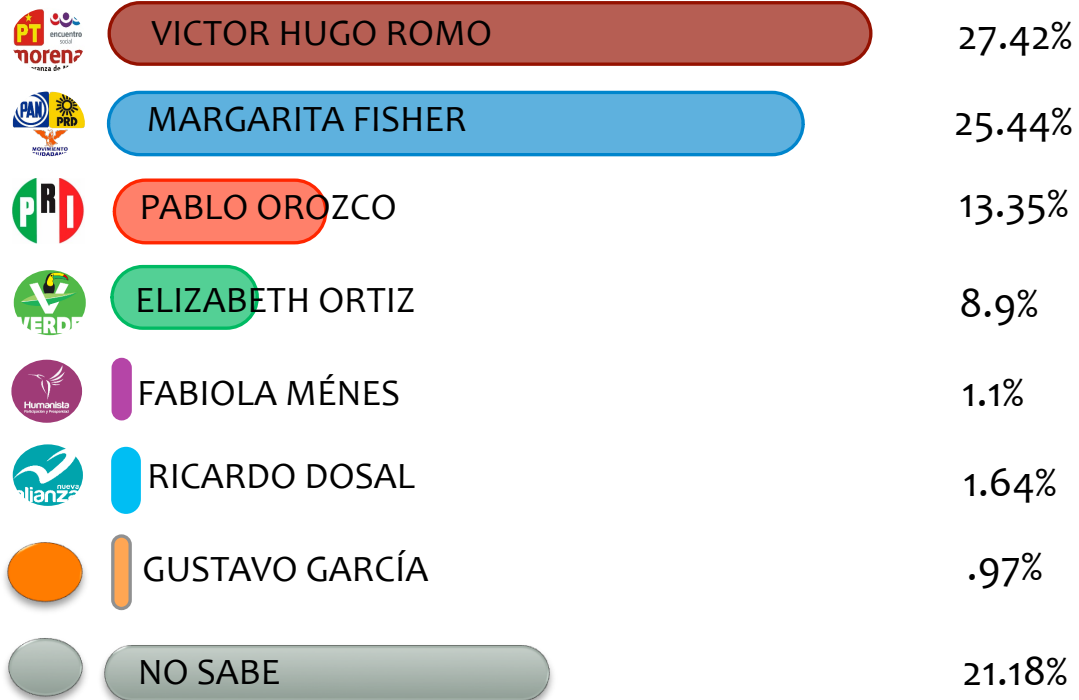 PT
encuentro
social
morena
VICTOR HUGO ROMO
27.42%
PAN
PRD
MOVIMIENTO
CIUDADANO
MARGARITA FISHER
25.44%
PRI
PABLO OROZCO
13.35%
VERDE
ELIZABETH ORTIZ
8.9%
Humanista
Participación y Prosperidad
FABIOLA MÉNES
1.1%
nueva
alianza
RICARDO DOSAL
1.64%
GUSTAVO GARCÍA
.97%
NO SABE
21.18%